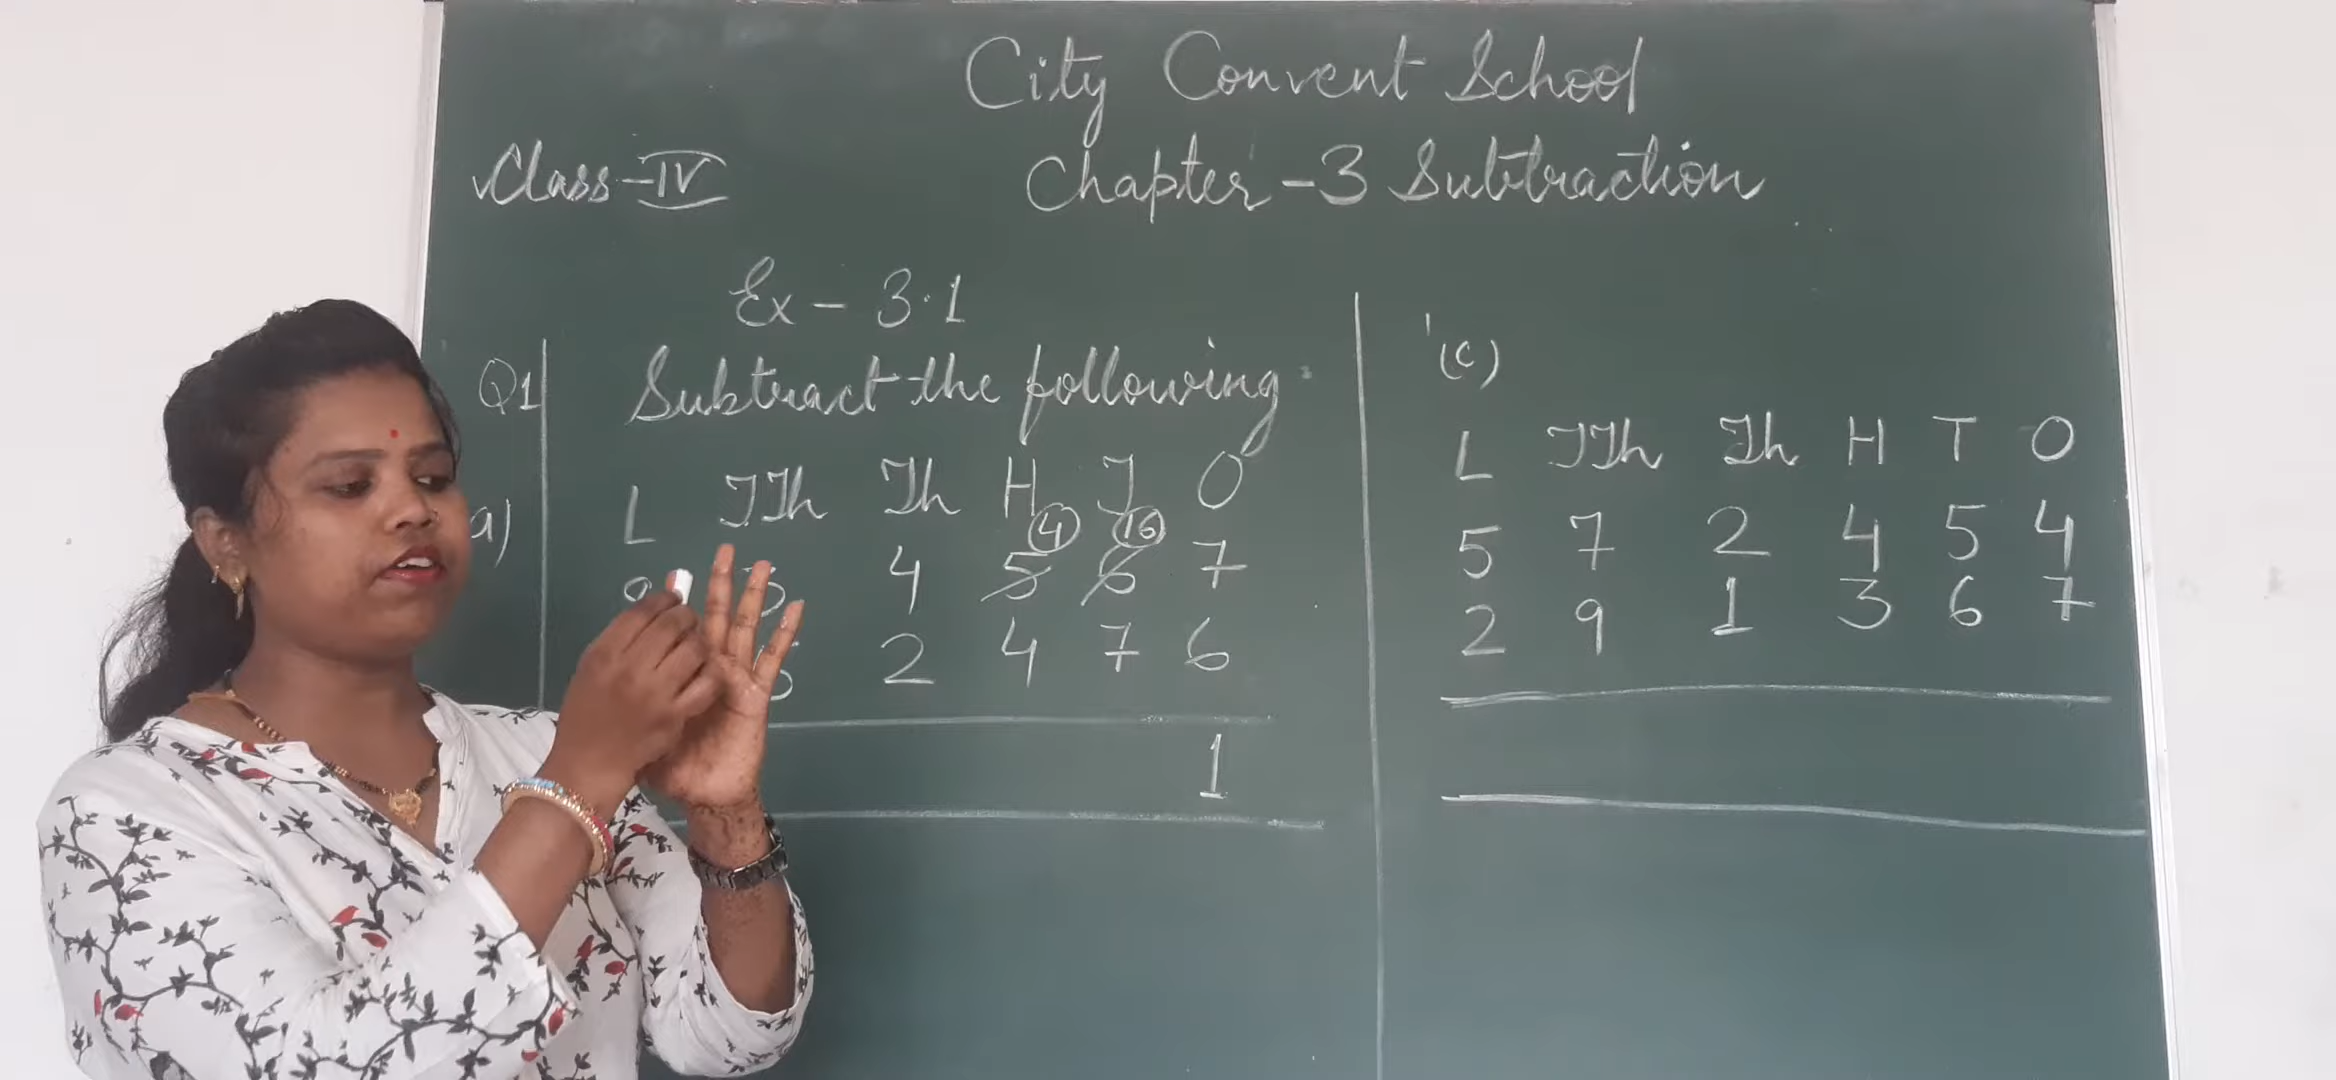 City Convent School
Class-IV Chapter-3 Subtraction
Ex - 3.1
Q1 Subtract the following
a) L TTh Th H T O
4 16
4 5 6 7
2 4 7 6
1
(c)
L TTh Th H T O
5 7 2 4 5 4
2 9 1 3 6 7